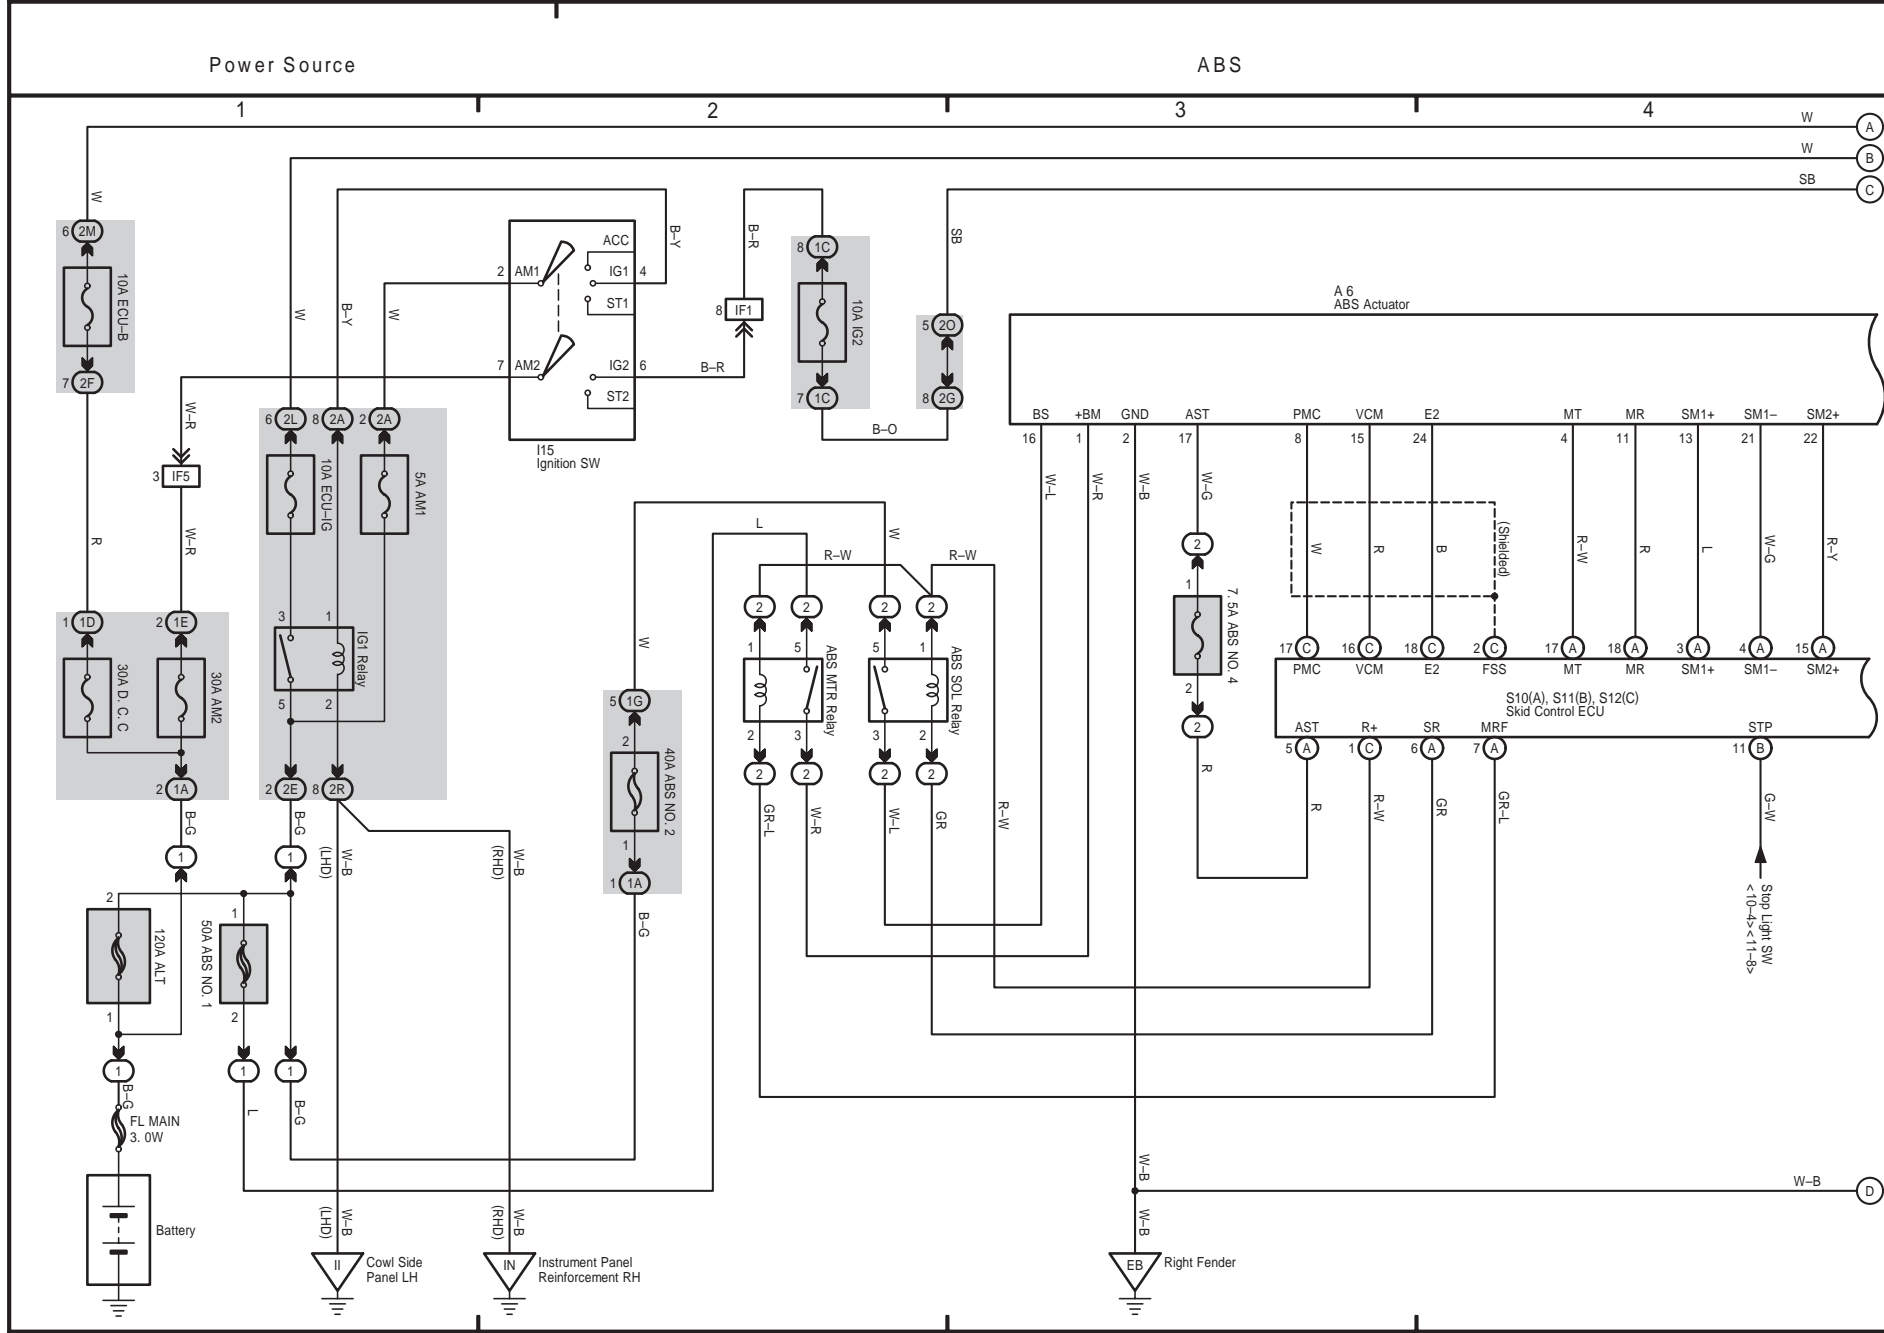 Power Source
ABS
1
2
3
4
W
A
W
B
SB
C
W
6 2M
10A ECU–B
7 2F
R
W–R
3 IF5
W–R
1 1D
2 1E
30A D. C. C
30A AM2
2 1A
B–G
1
W
B–Y
W
6 2L
8 2A
2 2A
10A ECU–IG
5A AM1
3
1
IG1 Relay
5
2
2 2E
8 2R
B–G
1
W–B
(LHD)
W–B
(RHD)
2
120A ALT
1
1
50A ABS NO. 1
2
1
1
1
B–G
FL MAIN
3. 0W
L
B–G
Battery
W–B
(LHD)
W–B
(RHD)
II
Cowl Side
Panel LH
IN
Instrument Panel
Reinforcement RH
B–Y
ACC
2 AM1
IG1 4
ST1
7 AM2
IG2 6
ST2
I15
Ignition SW
B–R
B–R
8 IF1
8 1C
10A IG2
7 1C
B–O
SB
5 2O
8 2G
W
5 1G
2
40A ABS NO. 2
1
1 1A
B–G
L
R–W
W
R–W
2
2
2
2
1
5
5
1
ABS MTR Relay
ABS SOL Relay
2
3
3
2
2
2
2
2
GR–L
W–R
W–L
GR
R–W
A 6
ABS Actuator
BS
+BM
GND
AST
PMC
VCM
E2
MT
MR
SM1+
SM1–
SM2+
16
1
2
17
8
15
24
4
11
13
21
22
W–L
W–R
W–B
W–G
2
1
7. 5A ABS NO. 4
2
2
R
W
R
B
(Shielded)
R–W
R
L
W–G
R–Y
17 C
16 C
18 C
2 C
17 A
18 A
3 A
4 A
15 A
PMC
VCM
E2
FSS
MT
MR
SM1+
SM1–
SM2+
S10(A), S11(B), S12(C)
Skid Control ECU
AST
R+
SR
MRF
STP
5 A
1 C
6 A
7 A
11 B
R
R–W
GR
GR–L
G–W
Stop Light SW
<10–4><11–8>
W–B
W–B
D
W–B
EB
Right Fender